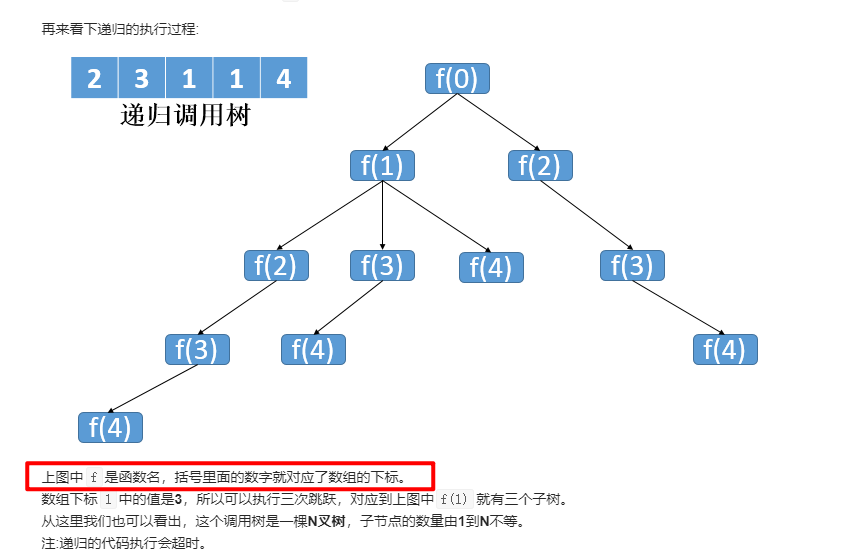 再来看下递归的执行过程:
2 3 1 1 4
递归调用树
f(0)
f(1) f(2)
f(2) f(3) f(4) f(3)
f(3) f(4) f(4)
f(4)
上图中 f 是函数名，括号里面的数字就对应了数组的下标。
数组下标 1 中的值是3，所以可以执行三次跳跃，对应到上图中 f(1) 就有三个子树。
从这里我们也可以看出，这个调用树是一棵N叉树，子节点的数量由1到N不等。
注:递归的代码执行会超时。